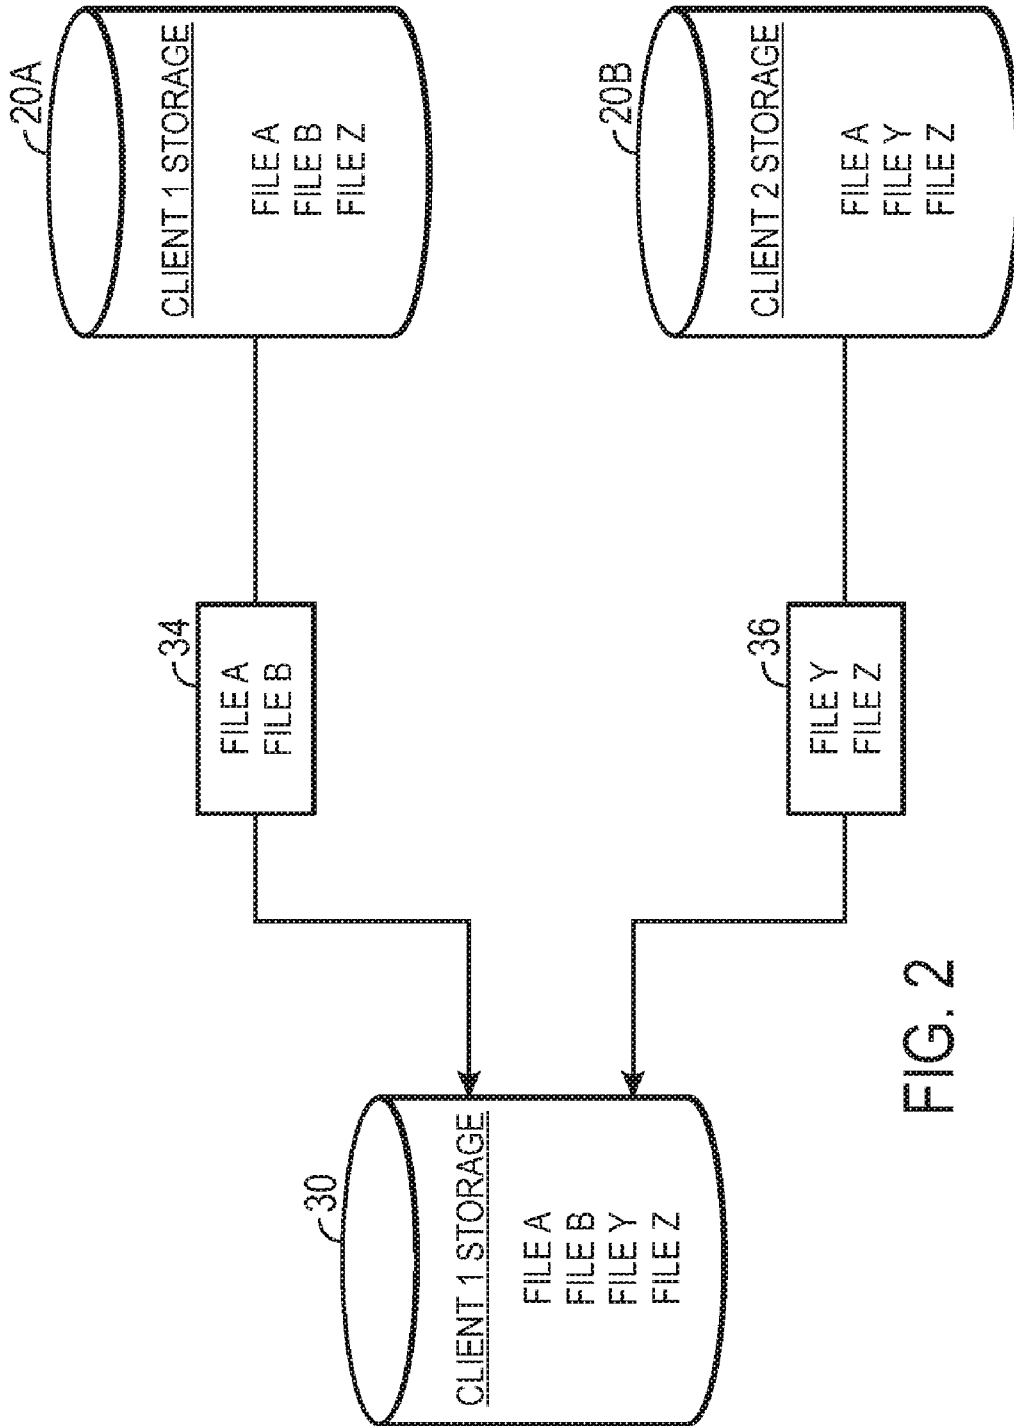 30
CLIENT 1 STORAGE
FILE A
FILE B
FILE Y
FILE Z
34
FILE A
FILE B
20A
CLIENT 1 STORAGE
FILE A
FILE B
FILE Z
36
FILE Y
FILE Z
20B
CLIENT 2 STORAGE
FILE A
FILE Y
FILE Z
FIG. 2